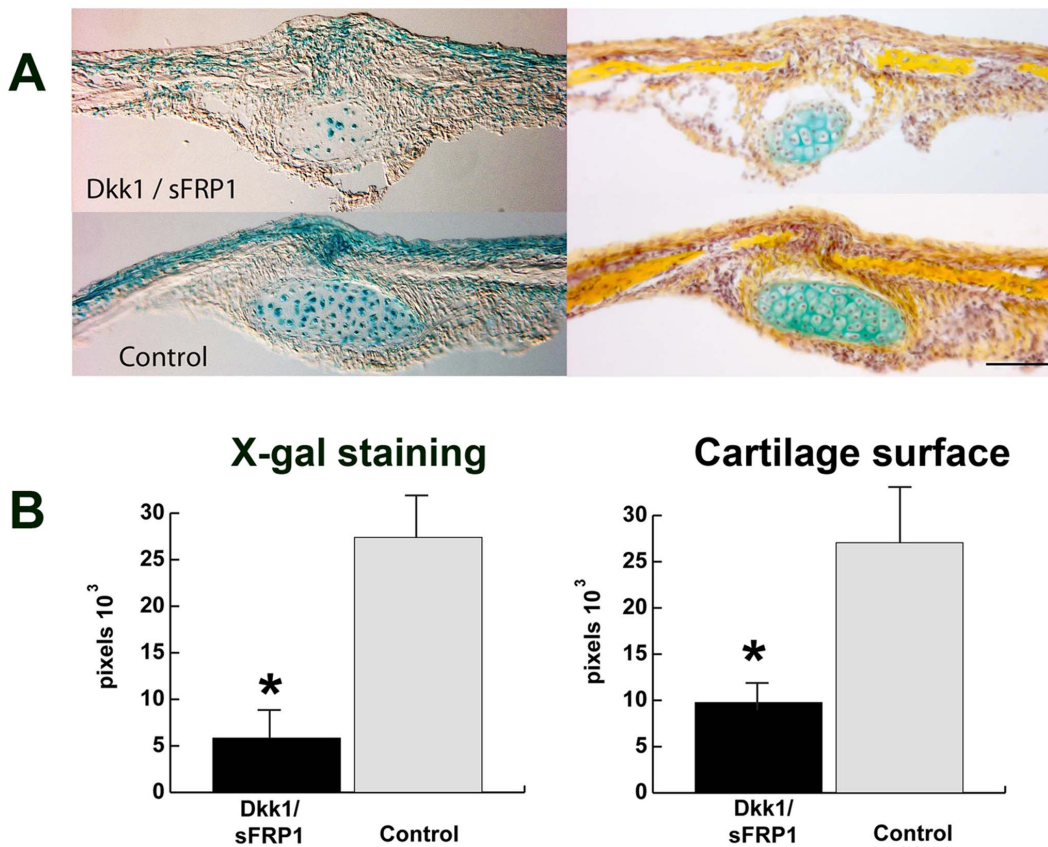 A
Dkk1 / sFRP1
Control
B
X-gal staining
pixels 10³
30
25
20
15
10
5
0
*
Dkk1/
sFRP1
Control
Cartilage surface
pixels 10³
30
25
20
15
10
5
0
*
Dkk1/
sFRP1
Control